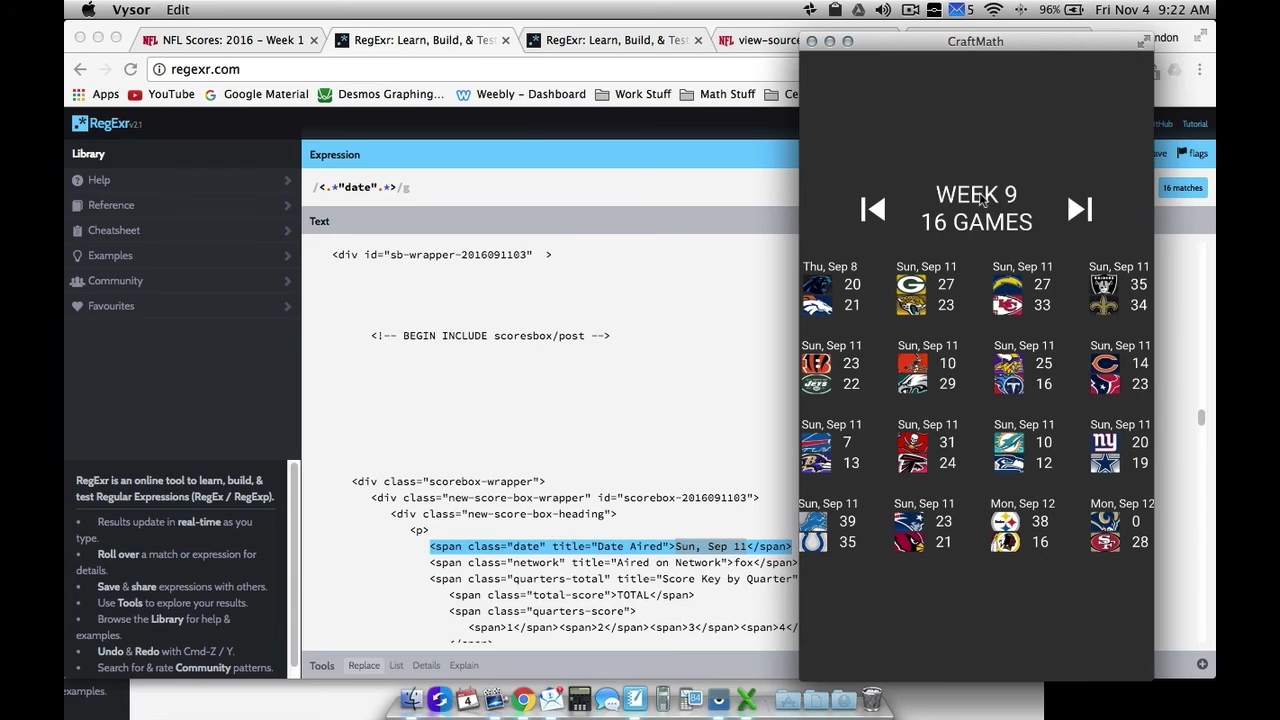 Vysor Edit
5 96% Fri Nov 4 9:22 AM
NFL Scores: 2016 - Week 1
RegExr: Learn, Build, & Tes
RegExr: Learn, Build, & Test
view-sourc
CraftMath
ndon
regexr.com
Apps YouTube Google Material Desmos Graphing... Weebly - Dashboard Work Stuff Math Stuff Ce
RegExr v2.1
tHub Tutorial
Library
Help
Reference
Cheatsheet
Examples
Community
Favourites
RegExr is an online tool to learn, build, &
test Regular Expressions (RegEx / RegExp).
Results update in real-time as you
type.
Roll over a match or expression for
details.
Save & share expressions with others.
Use Tools to explore your results.
Browse the Library for help &
examples.
Undo & Redo with Cmd-Z / Y.
Search for & rate Community patterns.
examples.
Expression
ave flags
/<.*"date".*>/g
16 matches
Text
<div id="sb-wrapper-2016091103" >
<!-- BEGIN INCLUDE scoresbox/post -->
<div class="scorebox-wrapper">
<div class="new-score-box-wrapper" id="scorebox-2016091103">
<div class="new-score-box-heading">
<p>
<span class="date" title="Date Aired">Sun, Sep 11</span>
<span class="network" title="Aired on Network">fox</span>
<span class="quarters-total" title="Score Key by Quarter"
<span class="total-score">TOTAL</span>
<span class="quarters-score">
<span>1</span><span>2</span><span>3</span><span>4</
</span>
Tools Replace List Details Explain
WEEK 9
16 GAMES
Thu, Sep 8 Sun, Sep 11 Sun, Sep 11 Sun, Sep 11
20 27 27 35
21 23 33 34
Sun, Sep 11 Sun, Sep 11 Sun, Sep 11 Sun, Sep 11
23 10 25 14
22 29 16 23
Sun, Sep 11 Sun, Sep 11 Sun, Sep 11 Sun, Sep 11
7 31 10 20
13 24 12 19
Sun, Sep 11 Sun, Sep 11 Mon, Sep 12 Mon, Sep 12
39 23 38 0
35 21 16 28